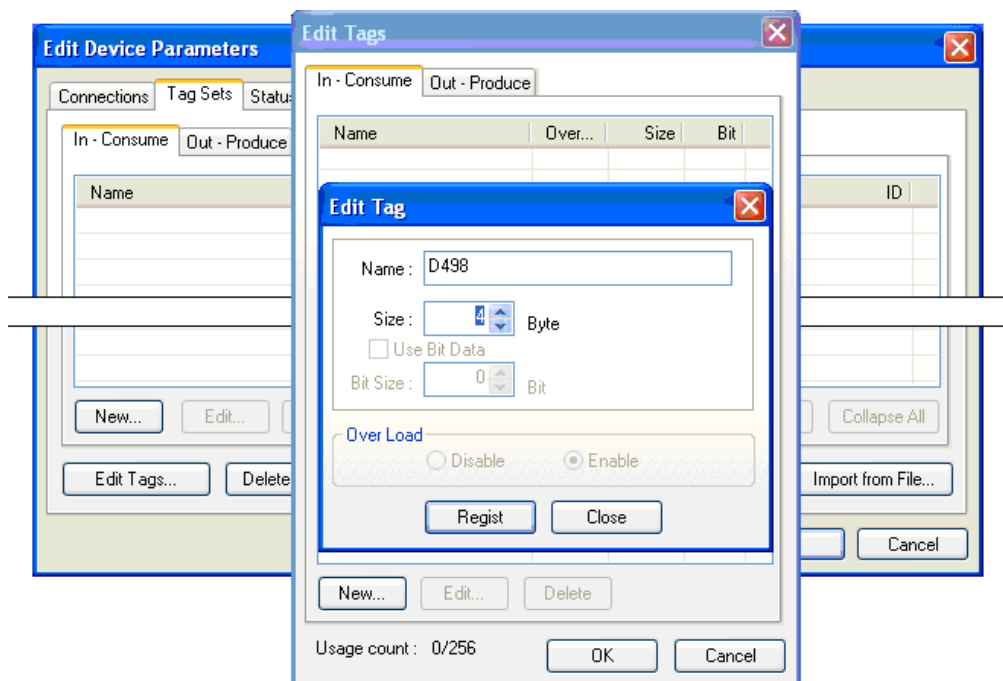 Edit Device Parameters
Connections Tag Sets Statu
In - Consume Out - Produce
Name ID
New... Edit... Collapse All
Edit Tags... Delete Import from File...
Cancel
Edit Tags
In - Consume Out - Produce
Name Over... Size Bit
Edit Tag
Name : D498
Size : 4 Byte
Use Bit Data
Bit Size : 0 Bit
Over Load
Disable Enable
Regist Close
New... Edit... Delete
Usage count : 0/256
OK Cancel